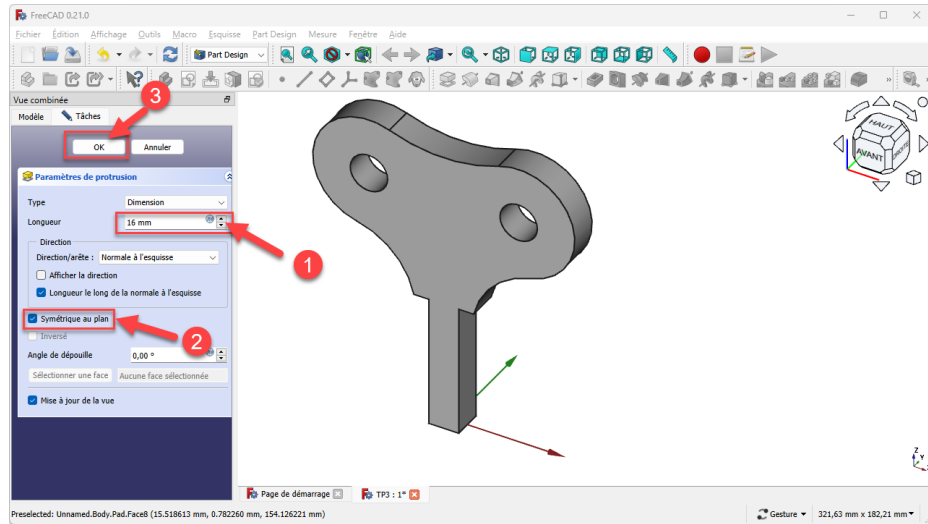 FreeCAD 0.21.0
Fichier Édition Affichage Outils Macro Esquisse Part Design Mesure Fenêtre Aide
Part Design
Vue combinée
Modèle Tâches
3
OK Annuler
Paramètres de protrusion
Type Dimension
Longueur 16 mm
1
Direction
Direction/arête : Normale à l'esquisse
Afficher la direction
Longueur le long de la normale à l'esquisse
Symétrique au plan
2
Inversé
Angle de dépouille 0,00 °
Sélectionner une face Aucune face sélectionnée
Mise à jour de la vue
HAUT
AVANT
DROITE
Z
Y
Page de démarrage TP3 : 1*
Preselected: Unnamed.Body.Pad.Face8 (15.518613 mm, 0.782260 mm, 154.126221 mm) Gesture 321,63 mm x 182,21 mm